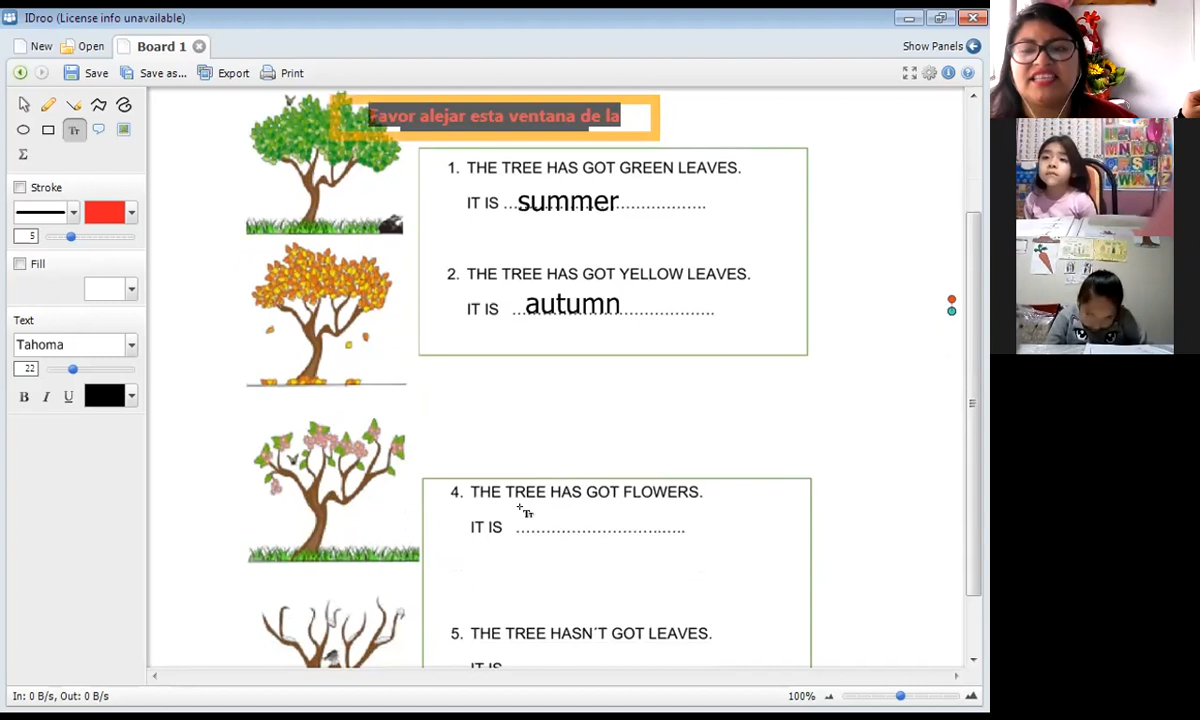 IDroo (License info unavailable)
New Open Board 1 Show Panels
Save Save as... Export Print
Tт
Σ
Stroke
5
Fill
Text
Tahoma
22
B I U
Favor alejar esta ventana de la
1. THE TREE HAS GOT GREEN LEAVES.
IT IS ...summer.................
2. THE TREE HAS GOT YELLOW LEAVES.
IT IS ...autumn...................
4. THE TREE HAS GOT FLOWERS.
IT IS .................................
5. THE TREE HASN´T GOT LEAVES.
IT IS
In: 0 B/s, Out: 0 B/s 100%